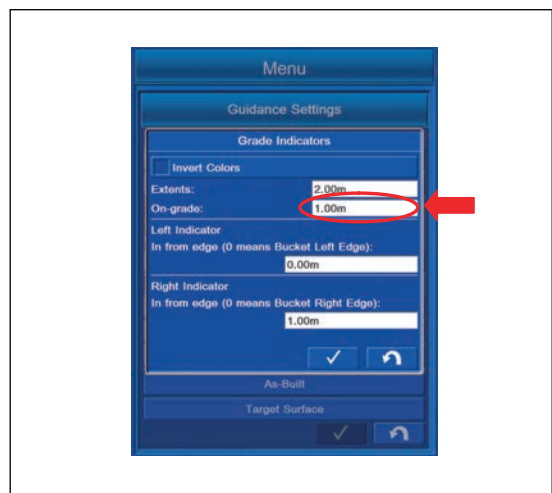 Menu
Guidance Settings
Grade Indicators
Invert Colors
Extents: 2.00m
On-grade: 1.00m
Left Indicator
In from edge (0 means Bucket Left Edge):
0.00m
Right Indicator
In from edge (0 means Bucket Right Edge):
1.00m
As-Built
Target Surface